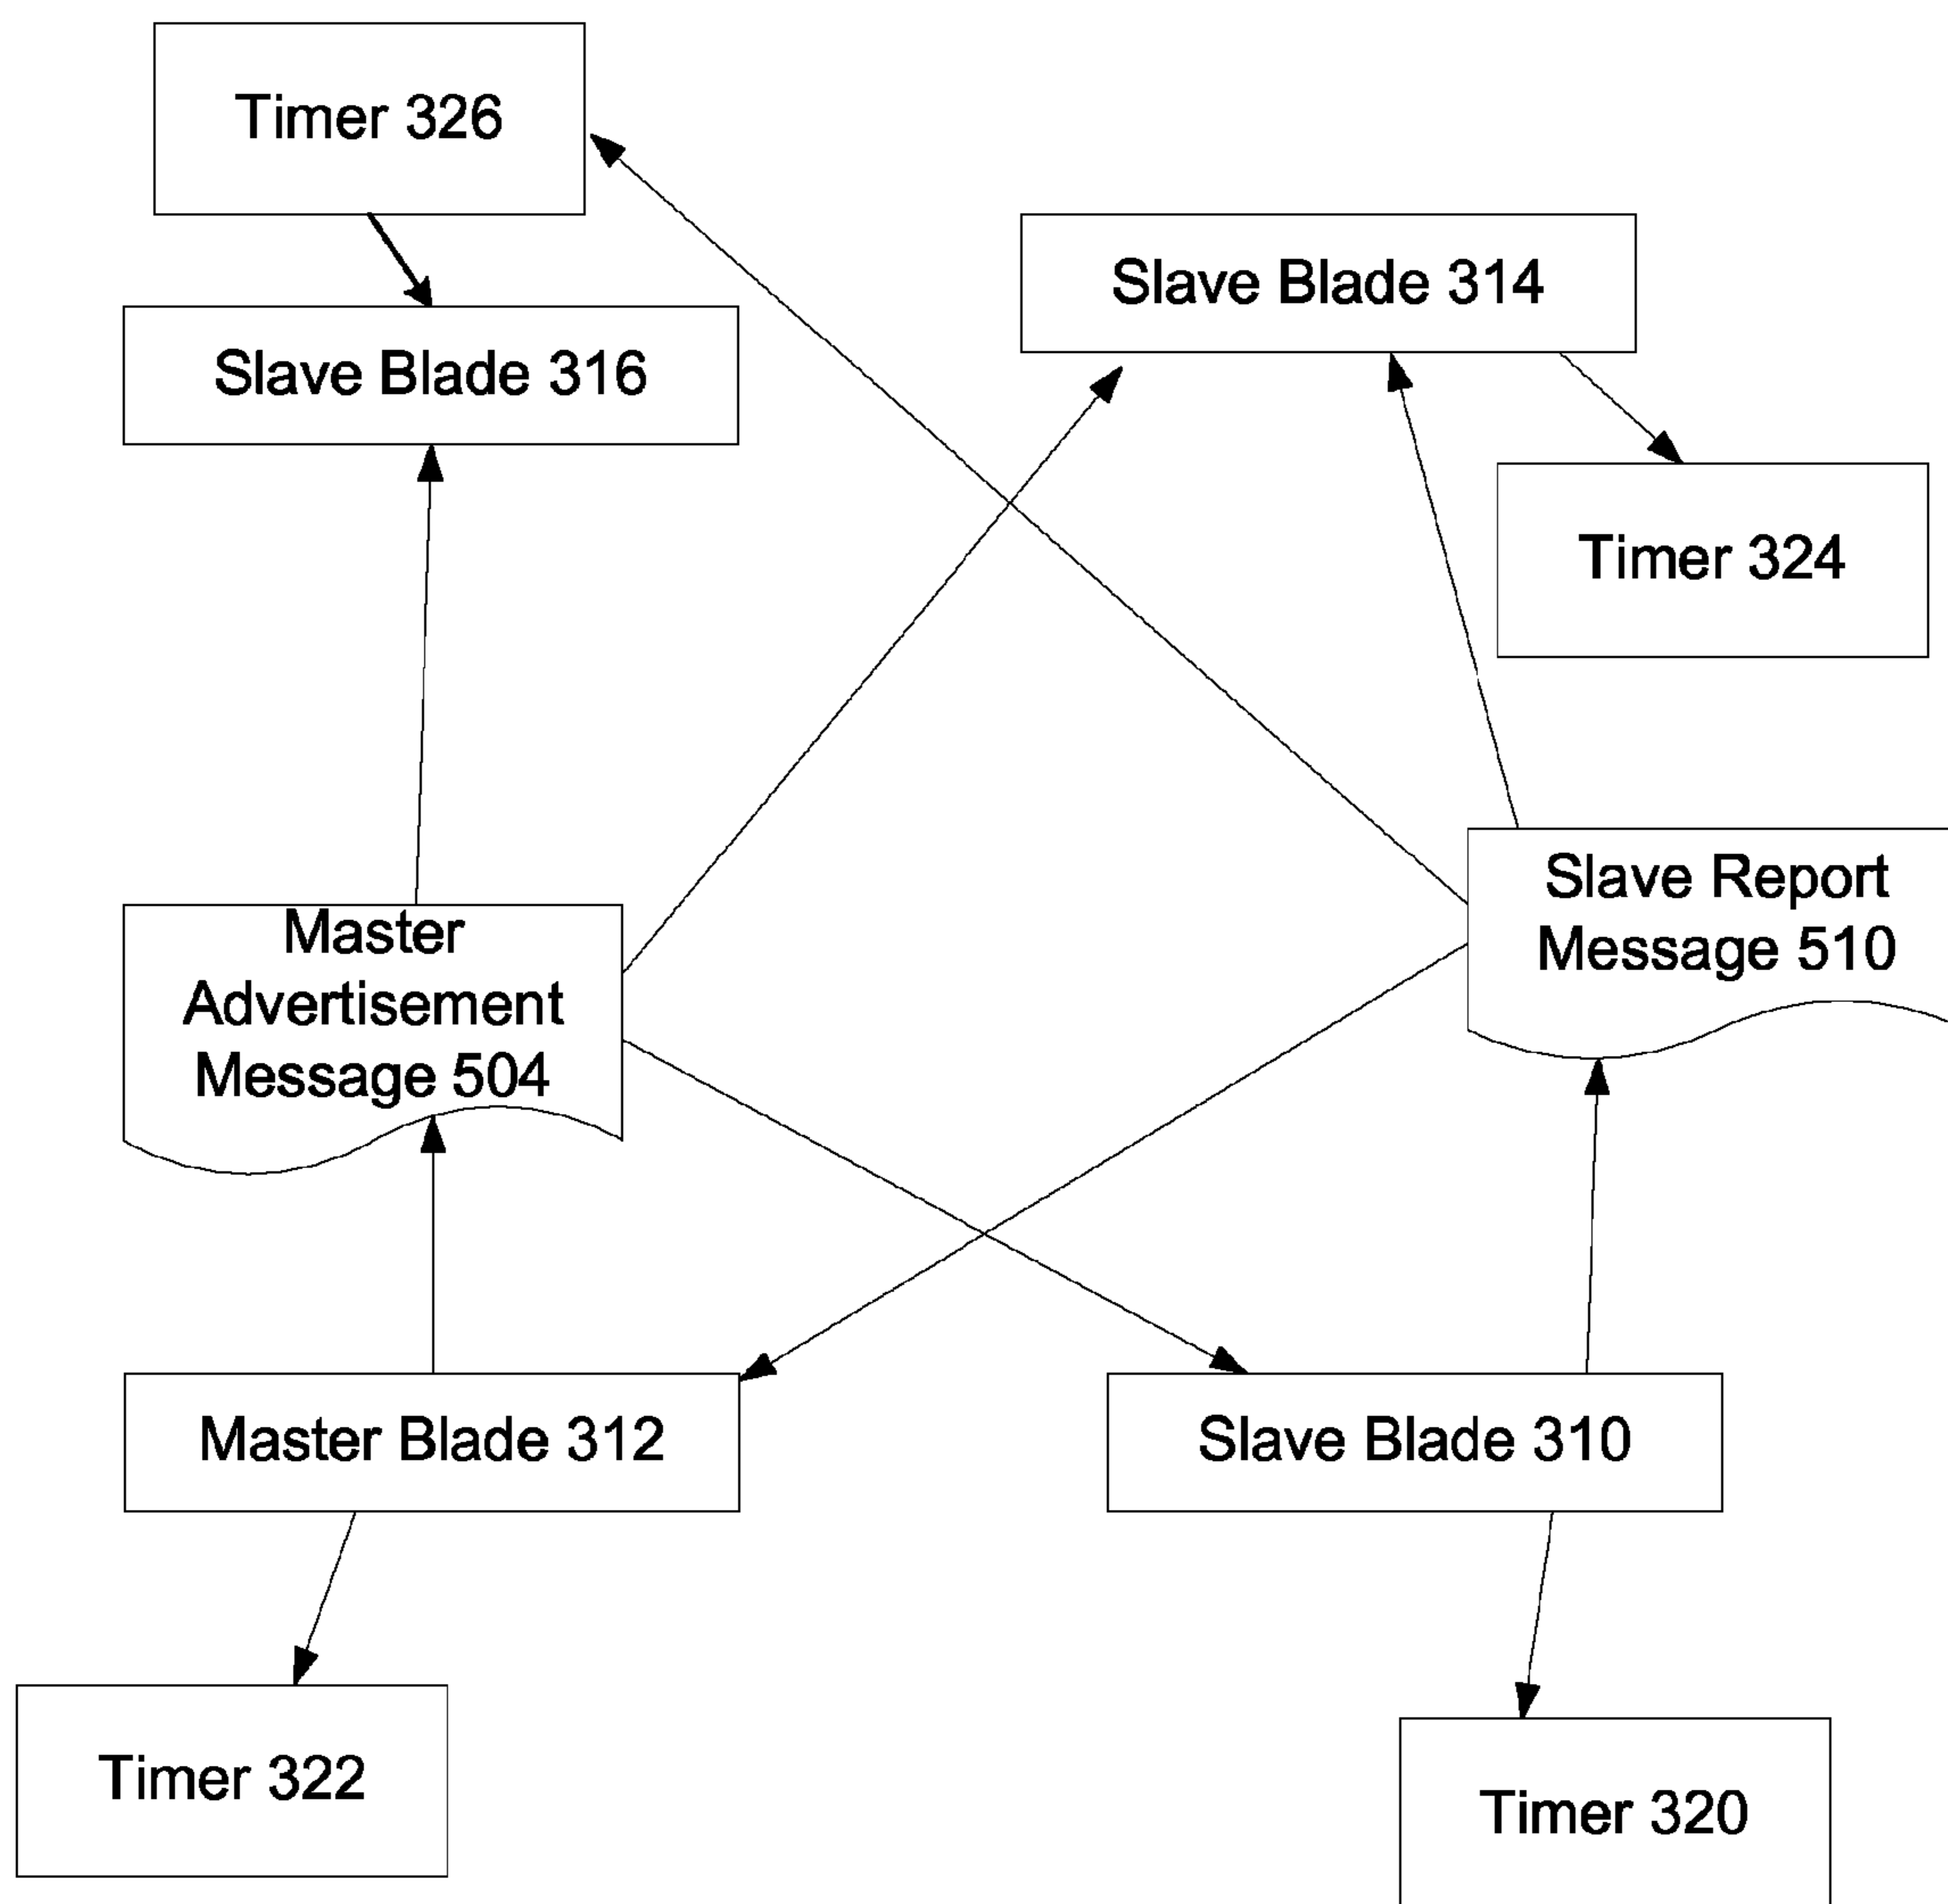 Timer 326
Slave Blade 314
Slave Blade 316
Timer 324
Slave Report
Message 510
Master
Advertisement
Message 504
Master Blade 312
Slave Blade 310
Timer 322
Timer 320